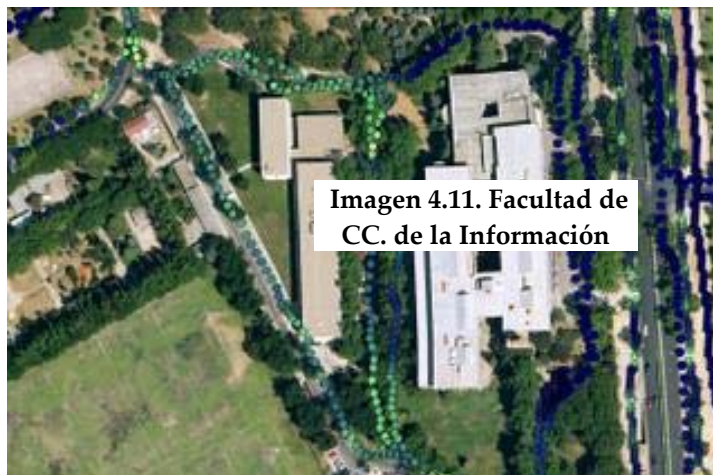 Imagen 4.11. Facultad de
CC. de la Información